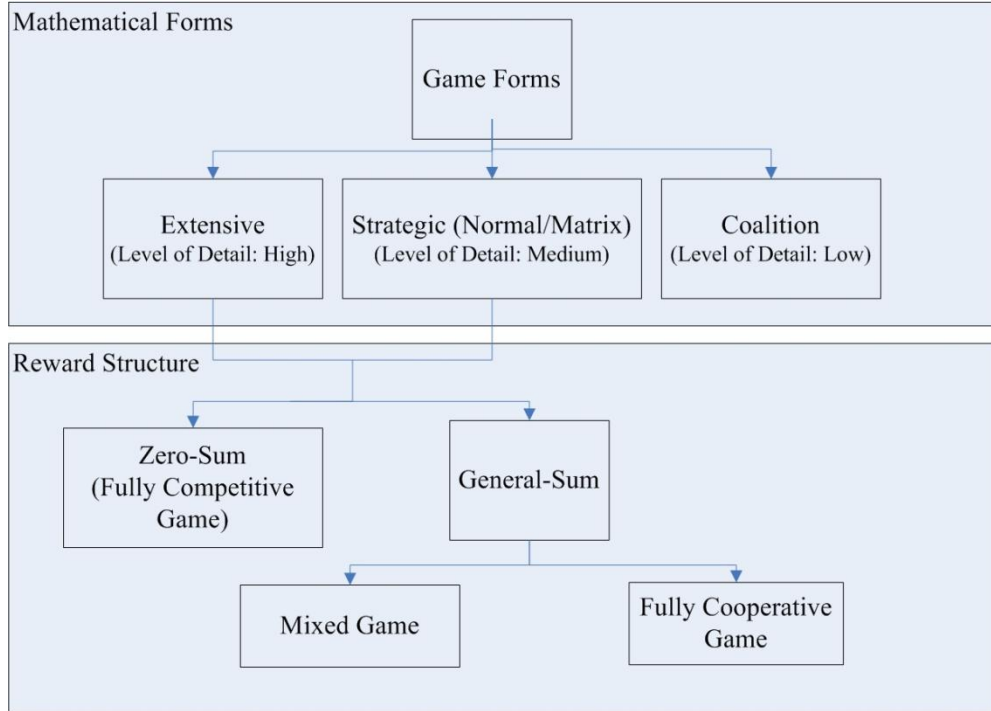 Mathematical Forms
Game Forms
Extensive
(Level of Detail: High)
Strategic (Normal/Matrix)
(Level of Detail: Medium)
Coalition
(Level of Detail: Low)
Reward Structure
Zero-Sum
(Fully Competitive
Game)
General-Sum
Mixed Game
Fully Cooperative
Game